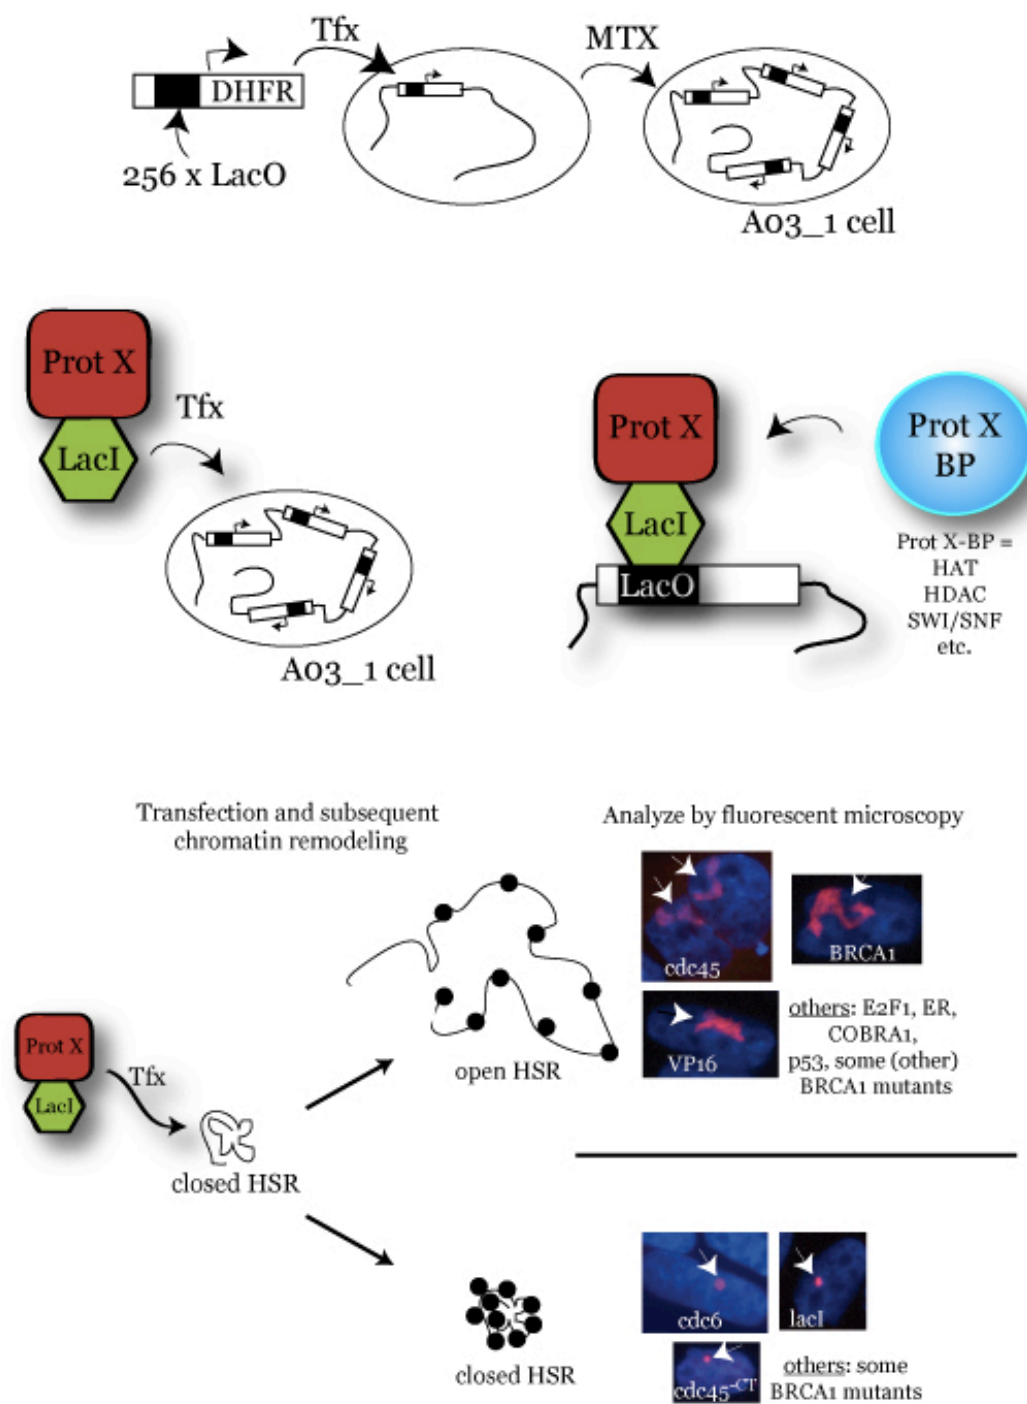 Tfx
MTX
DHFR
256 x LacO
A03_1 cell
Prot X
LacI
Tfx
A03_1 cell
Prot X
LacI
LacO
Prot X
BP
Prot X-BP =
HAT
HDAC
SWI/SNF
etc.
Transfection and subsequent
chromatin remodeling
Analyze by fluorescent microscopy
Prot X
LacI
Tfx
closed HSR
open HSR
cdc45
BRCA1
VP16
others: E2F1, ER,
COBRA1,
p53, some (other)
BRCA1 mutants
closed HSR
cdc6
lacI
cdc45-CT
others: some
BRCA1 mutants